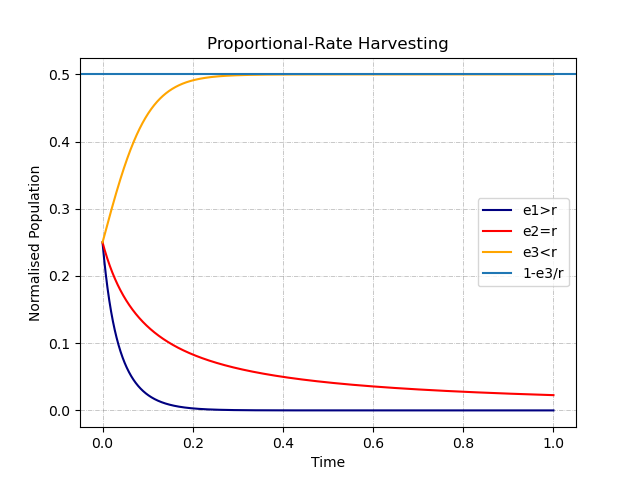 Proportional-Rate Harvesting
Normalised Population
0.5
0.4
0.3
0.2
0.1
0.0
e1>r
e2=r
e3<r
1-e3/r
0.0 0.2 0.4 0.6 0.8 1.0
Time